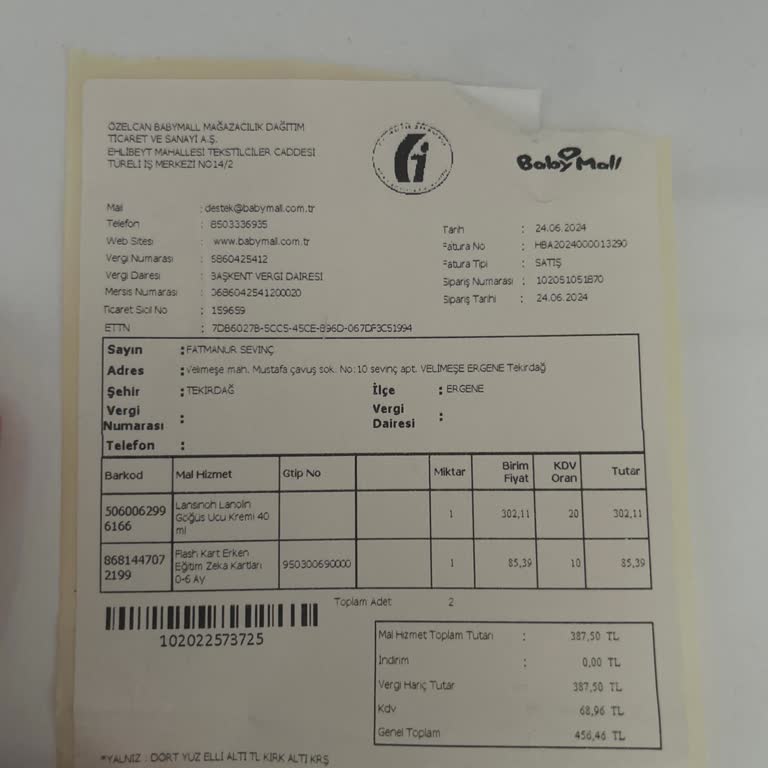 ÖZELCAN BABYMALL MAĞAZACILIK DAĞITIM
TİCARET VE SANAYİ A.Ş.
EHLİBEYT MAHALLESİ TEKSTİLCİLER CADDESİ
TÜRELİ İŞ MERKEZİ NO14/2
BabyMall
Mail : destek@babymall.com.tr
Telefon : 8503336935
Web Sitesi : www.babymall.com.tr
Vergi Numarası : 6860425412
Vergi Dairesi : BAŞKENT VERGİ DAİRESİ
Mersis Numarası : 0686042541200020
Ticaret Sicil No : 159659
ETTN : 7DB6027B-5CC5-45CE-896D-067DF3C51994
Tarih : 24.06.2024
Fatura No : HBA2024000013290
Fatura Tipi : SATIŞ
Sipariş Numarası : 102051051870
Sipariş Tarihi : 24.06.2024
Sayın : FATMANUR SEVİNÇ
Adres : Velimeşe mah. Mustafa çavuş sok. No:10 sevinç apt. VELİMEŞE ERGENE Tekirdağ
Şehir : TEKİRDAĞ İlçe : ERGENE
Vergi Numarası : Vergi Dairesi :
Telefon :
Barkod Mal Hizmet Gtip No Miktar Birim Fiyat KDV Oran Tutar
506006299 Lansinoh Lanolin
6166 Göğüs Ucu Kremi 40 1 302,11 20 302,11
ml
868144707 Flash Kart Erken
2199 Eğitim Zeka Kartları 950300690000 1 85,39 10 85,39
0-6 Ay
Toplam Adet 2
102022573725
Mal Hizmet Toplam Tutarı : 387,50 TL
İndirim : 0,00 TL
Vergi Hariç Tutar 387,50 TL
Kdv 68,96 TL
Genel Toplam 456,46 TL
*YALNIZ : DÖRT YÜZ ELLİ ALTI TL KIRK ALTI KRŞ